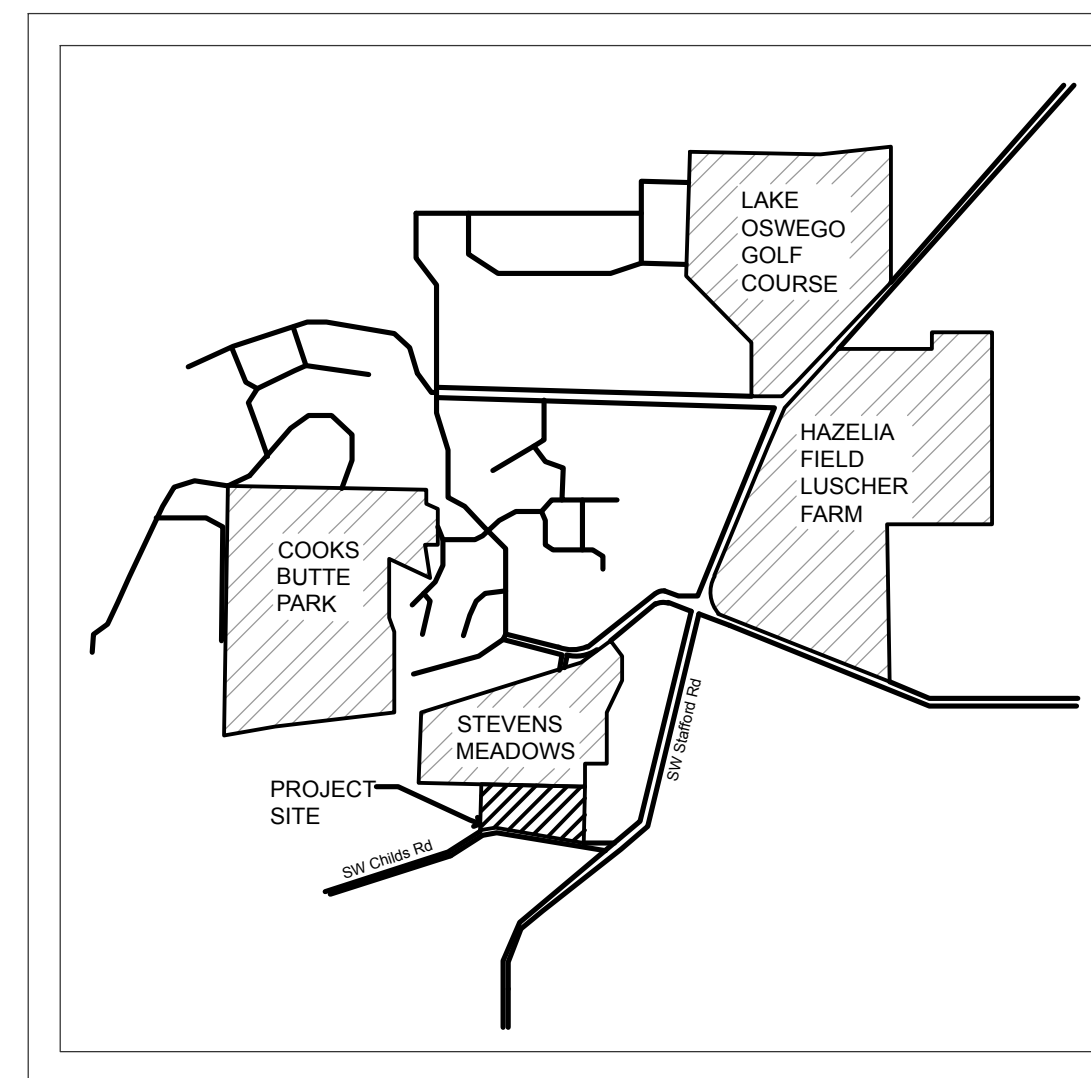 LAKE
OSWEGO
GOLF
COURSE
HAZELIA
FIELD
LUSCHER
FARM
COOKS
BUTTE
PARK
STEVENS
MEADOWS
SW Stafford Rd
PROJECT
SITE
SW Childs Rd